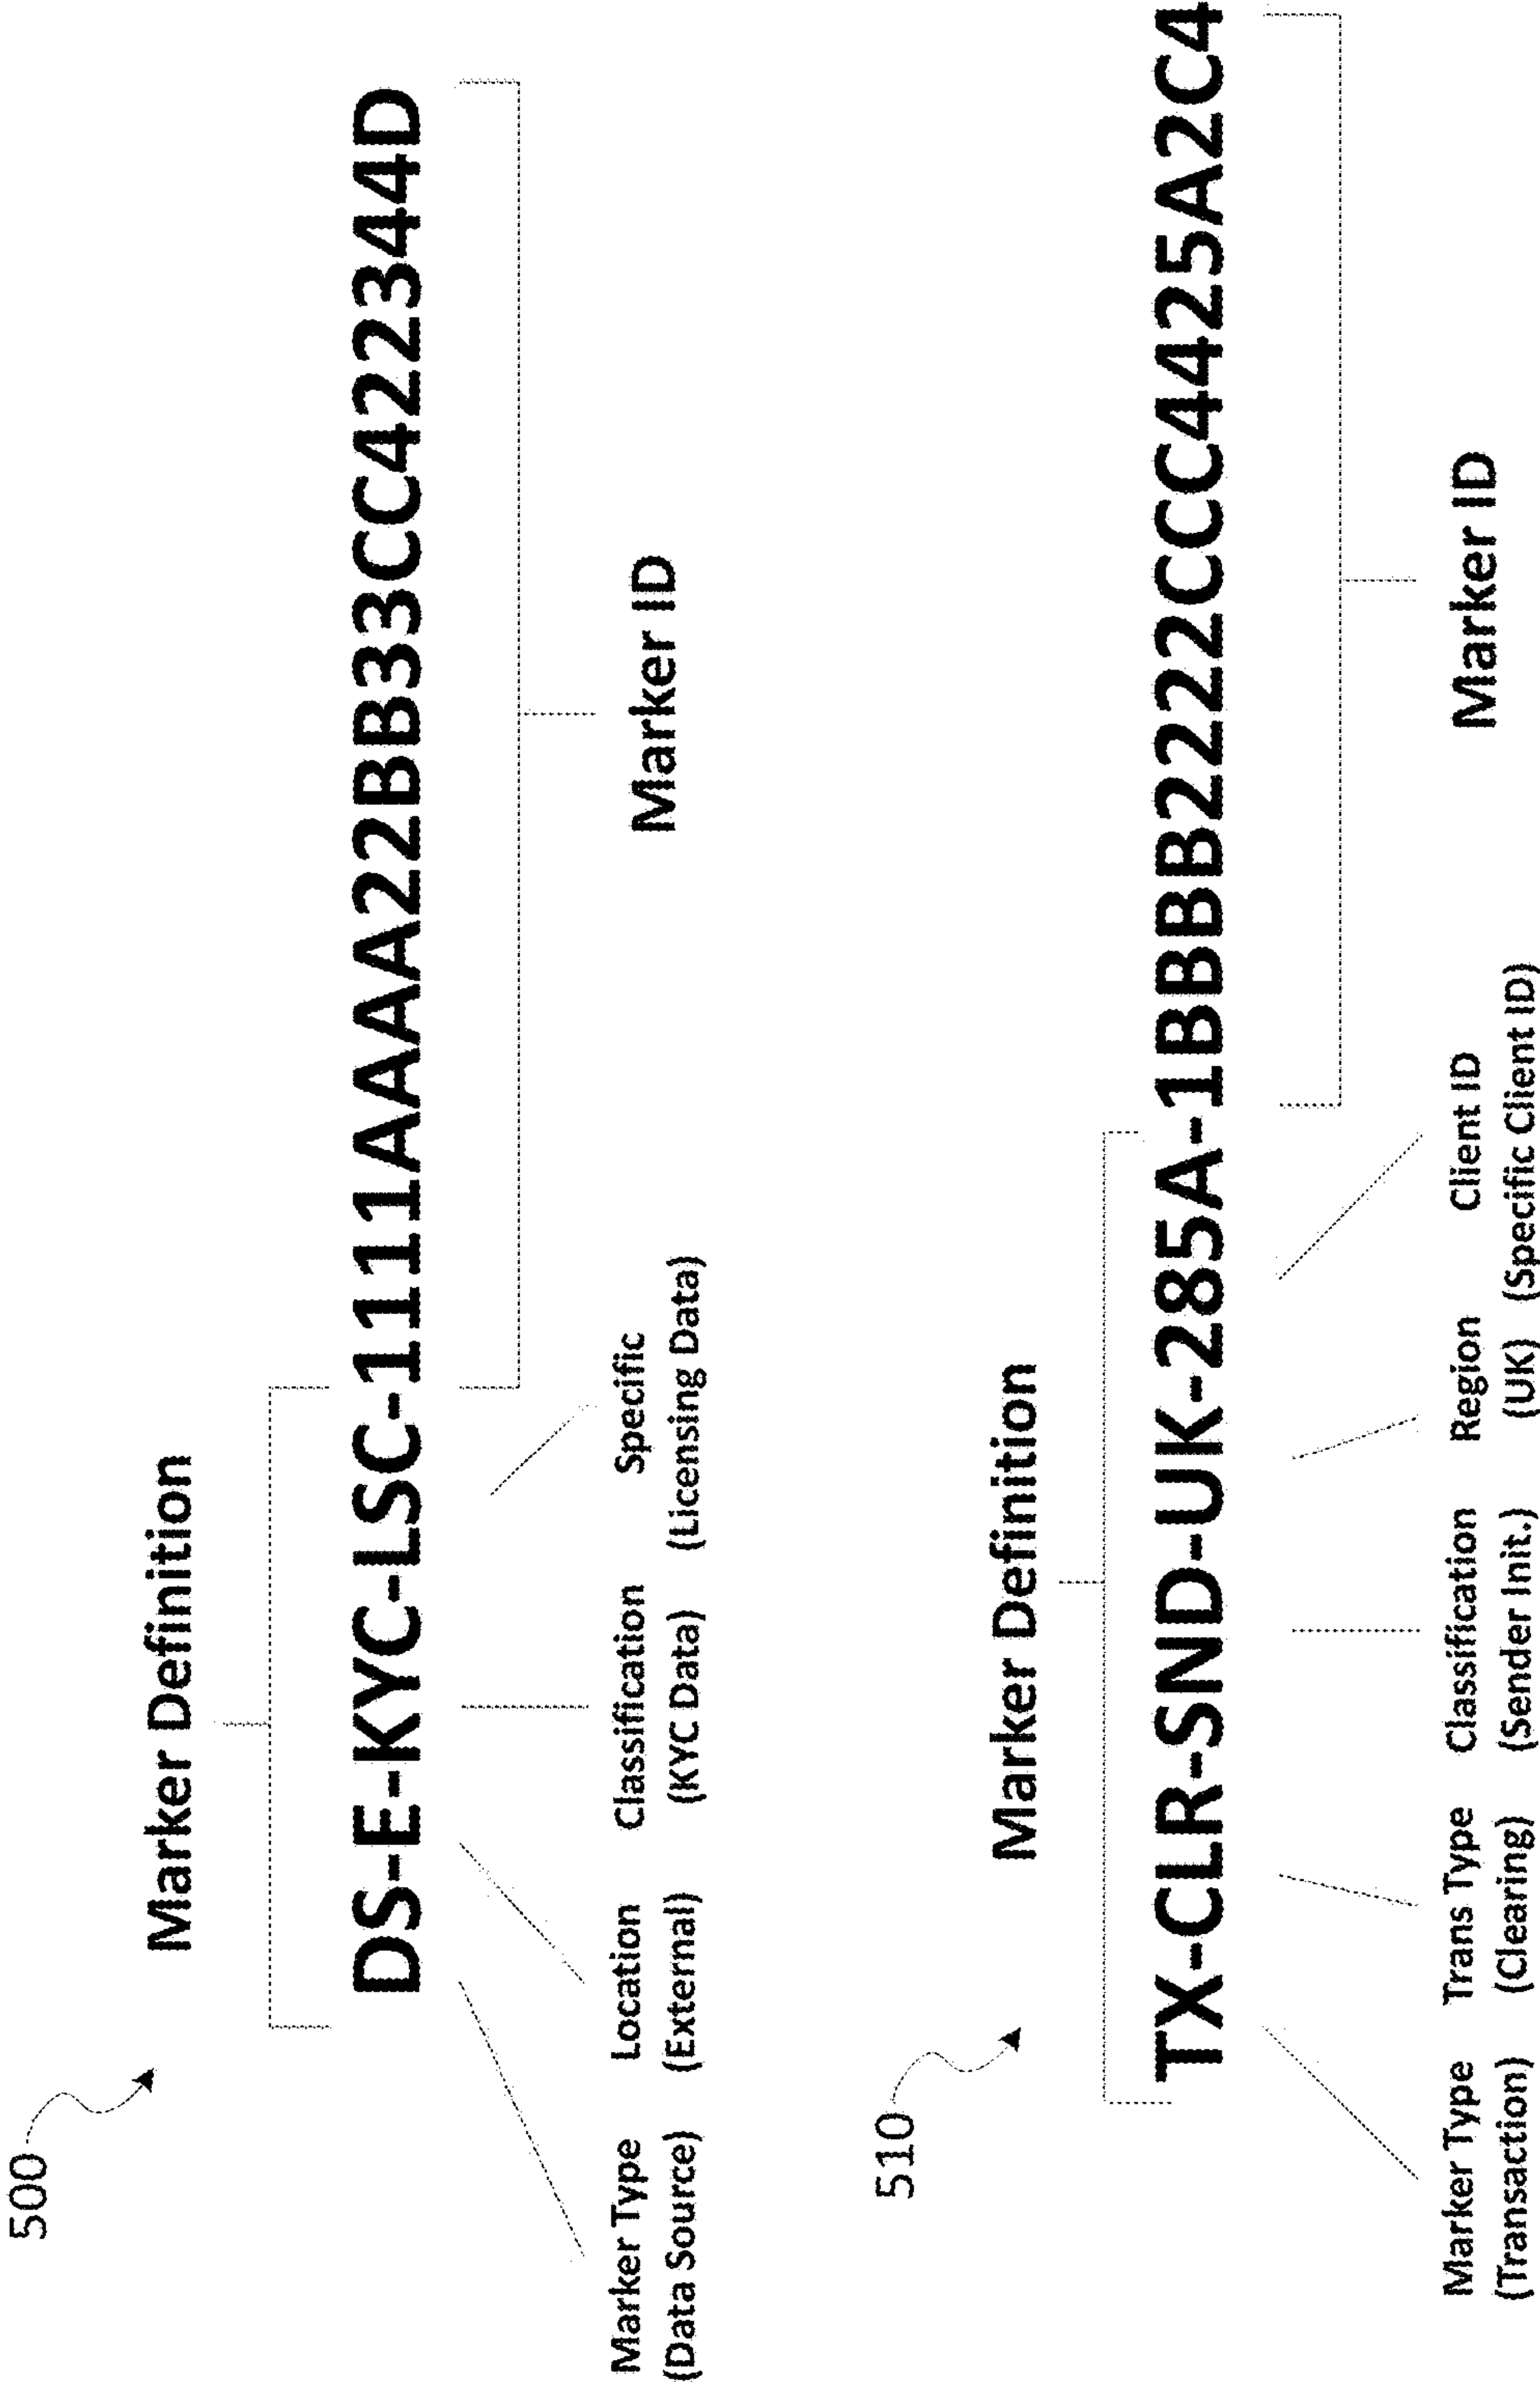 500
Marker Definition
DS-E-KYC-LSC-1111AAAA22BB33CC422344D
Marker Type Location Classification Specific
(Data Source) (External) (KYC Data) (Licensing Data)
Marker ID
510
Marker Definition
TX-CLR-SND-UK-285A-1BBBB2222CCC4425A2C4
Marker Type Trans Type Classification Region Client ID
(Transaction) (Clearing) (Sender Init.) (UK) (Specific Client ID)
Marker ID